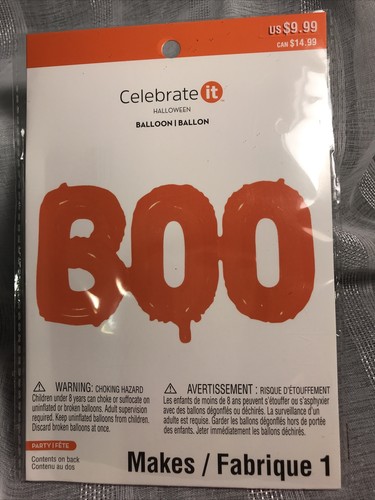 US $9.99
CAN $14.99
Celebrate it™
HALLOWEEN
BALLOON | BALLON
BOO
WARNING: CHOKING HAZARD
Children under 8 years can choke or suffocate on
uninflated or broken balloons. Adult supervision
required. Keep uninflated balloons from children.
Discard broken balloons at once.
AVERTISSEMENT : RISQUE D'ÉTOUFFEMENT
Les enfants de moins de 8 ans peuvent s'étouffer ou s'asphyxier
avec des ballons dégonflés ou déchirés. La surveillance d'un
adulte est requise. Garder les ballons dégonflés hors de portée
des enfants. Jeter immédiatement les ballons déchirés.
PARTY | FÊTE
Contents on back
Contenu au dos
Makes / Fabrique 1